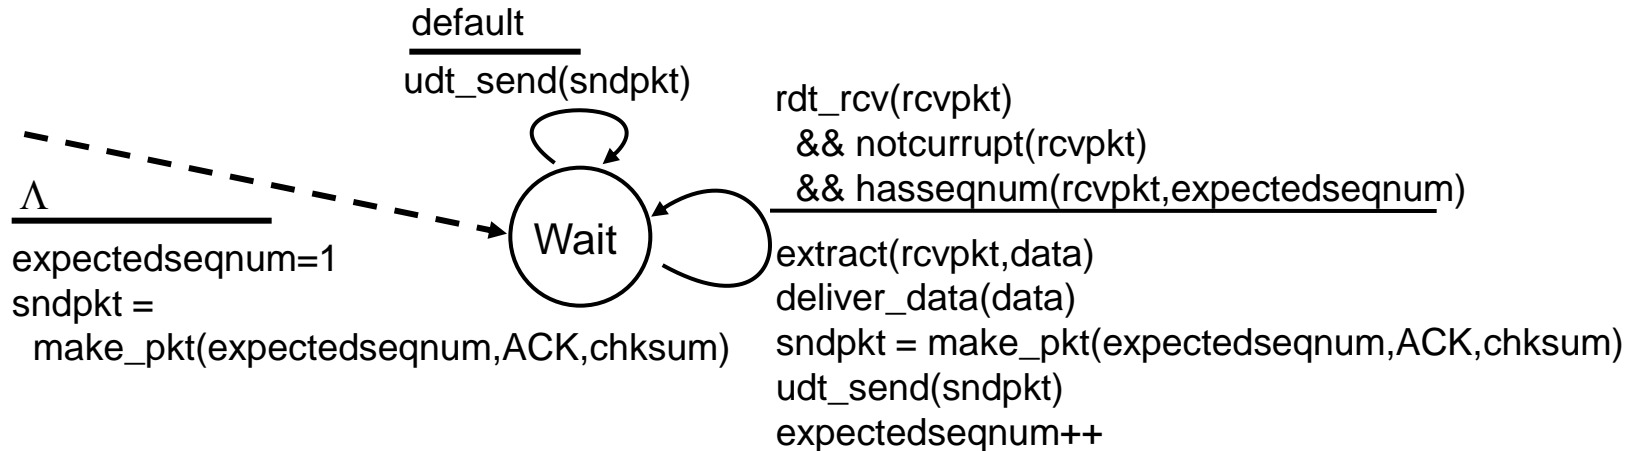 default
udt_send(sndpkt)
rdt_rcv(rcvpkt)
&& notcurrupt(rcvpkt)
&& hasseqnum(rcvpkt,expectedseqnum)
Λ
expectedseqnum=1
sndpkt =
make_pkt(expectedseqnum,ACK,chksum)
Wait
extract(rcvpkt,data)
deliver_data(data)
sndpkt = make_pkt(expectedseqnum,ACK,chksum)
udt_send(sndpkt)
expectedseqnum++